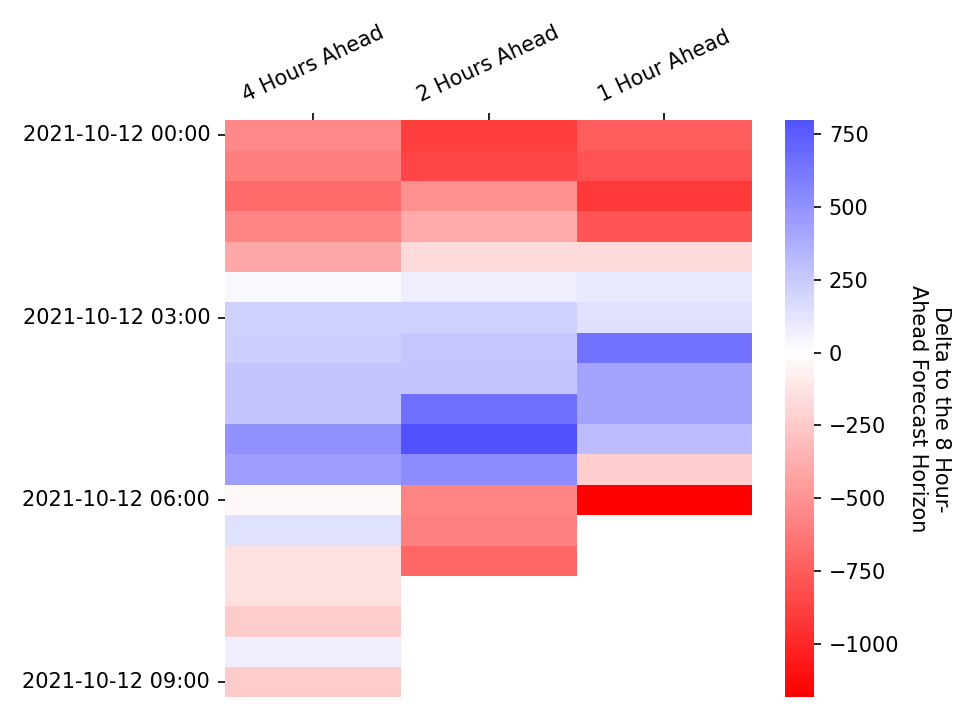 4 Hours Ahead
2 Hours Ahead
1 Hour Ahead
2021-10-12 00:00
2021-10-12 03:00
2021-10-12 06:00
2021-10-12 09:00
750
500
250
0
−250
−500
−750
−1000
Delta to the 8 Hour-
Ahead Forecast Horizon